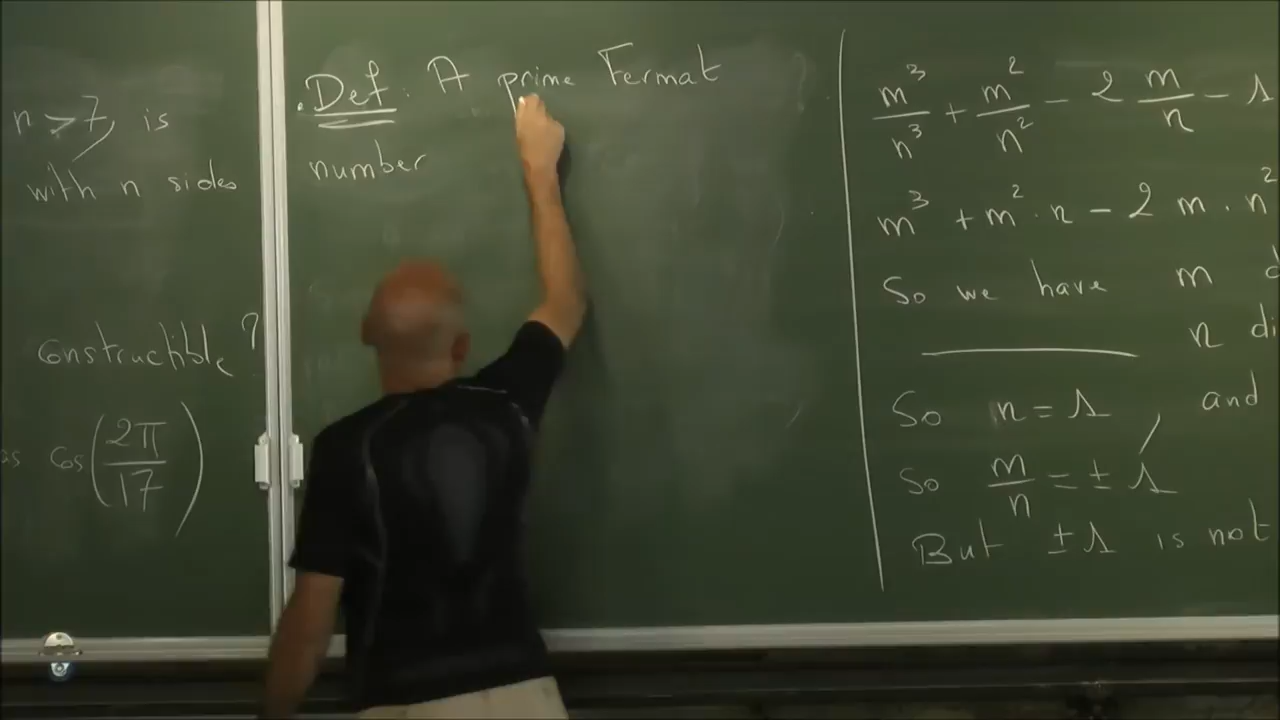 n ⩾ 7, is
with n sides
constructible?
as cos(2π/17)
Def: A prime Fermat
number
m³/n³ + m²/n² - 2 m/n - 1
m³ + m²·n - 2 m·n²
So we have m d
n di
So n = 1, and
So m/n = ± 1
But ±1 is not